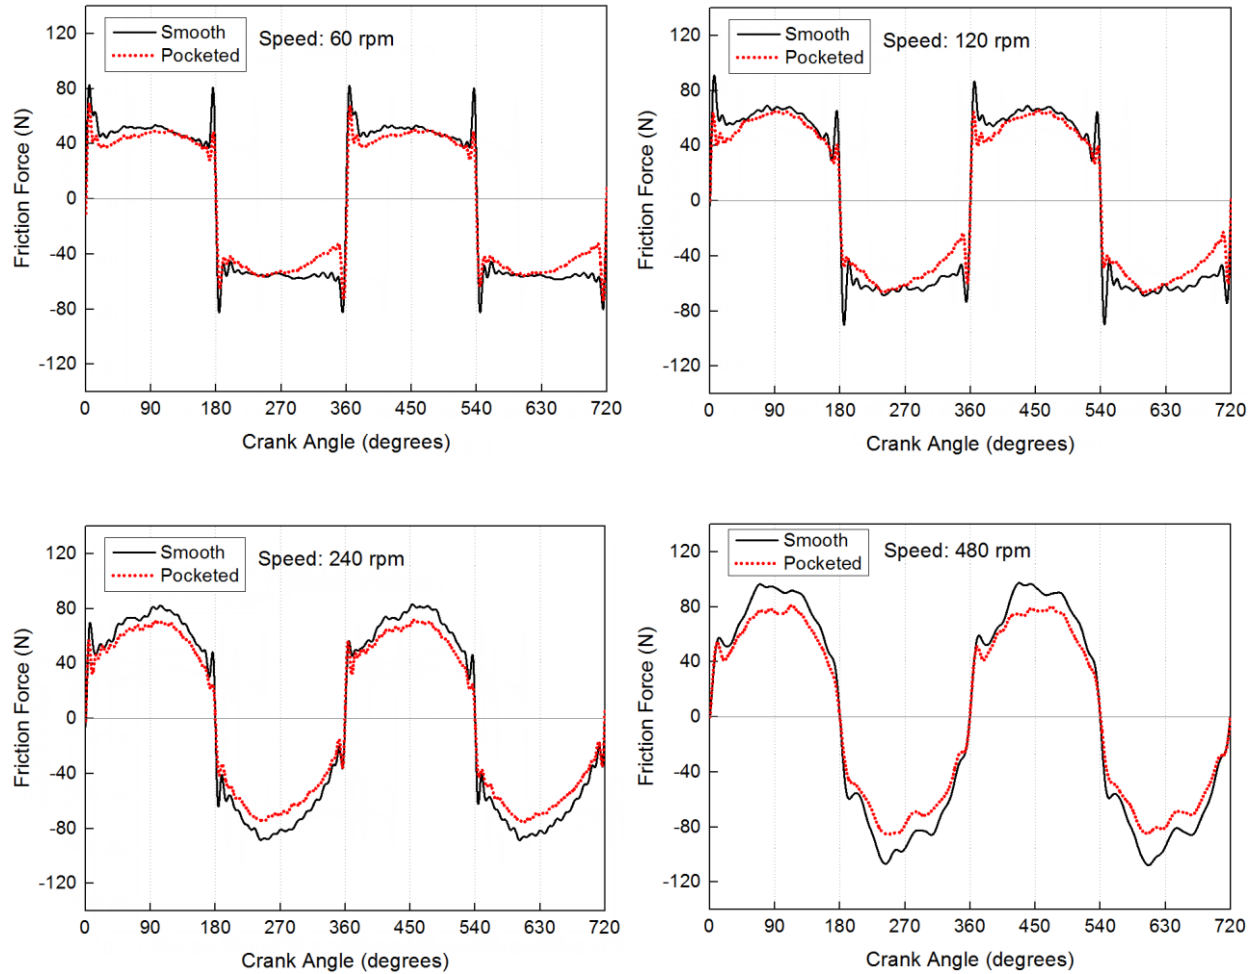 Smooth
Pocketed
Speed: 60 rpm
Friction Force (N)
120
80
40
0
-40
-80
-120
0 90 180 270 360 450 540 630 720
Crank Angle (degrees)
Smooth
Pocketed
Speed: 120 rpm
Friction Force (N)
120
80
40
0
-40
-80
-120
0 90 180 270 360 450 540 630 720
Crank Angle (degrees)
Smooth
Pocketed
Speed: 240 rpm
Friction Force (N)
120
80
40
0
-40
-80
-120
0 90 180 270 360 450 540 630 720
Crank Angle (degrees)
Smooth
Pocketed
Speed: 480 rpm
Friction Force (N)
120
80
40
0
-40
-80
-120
0 90 180 270 360 450 540 630 720
Crank Angle (degrees)